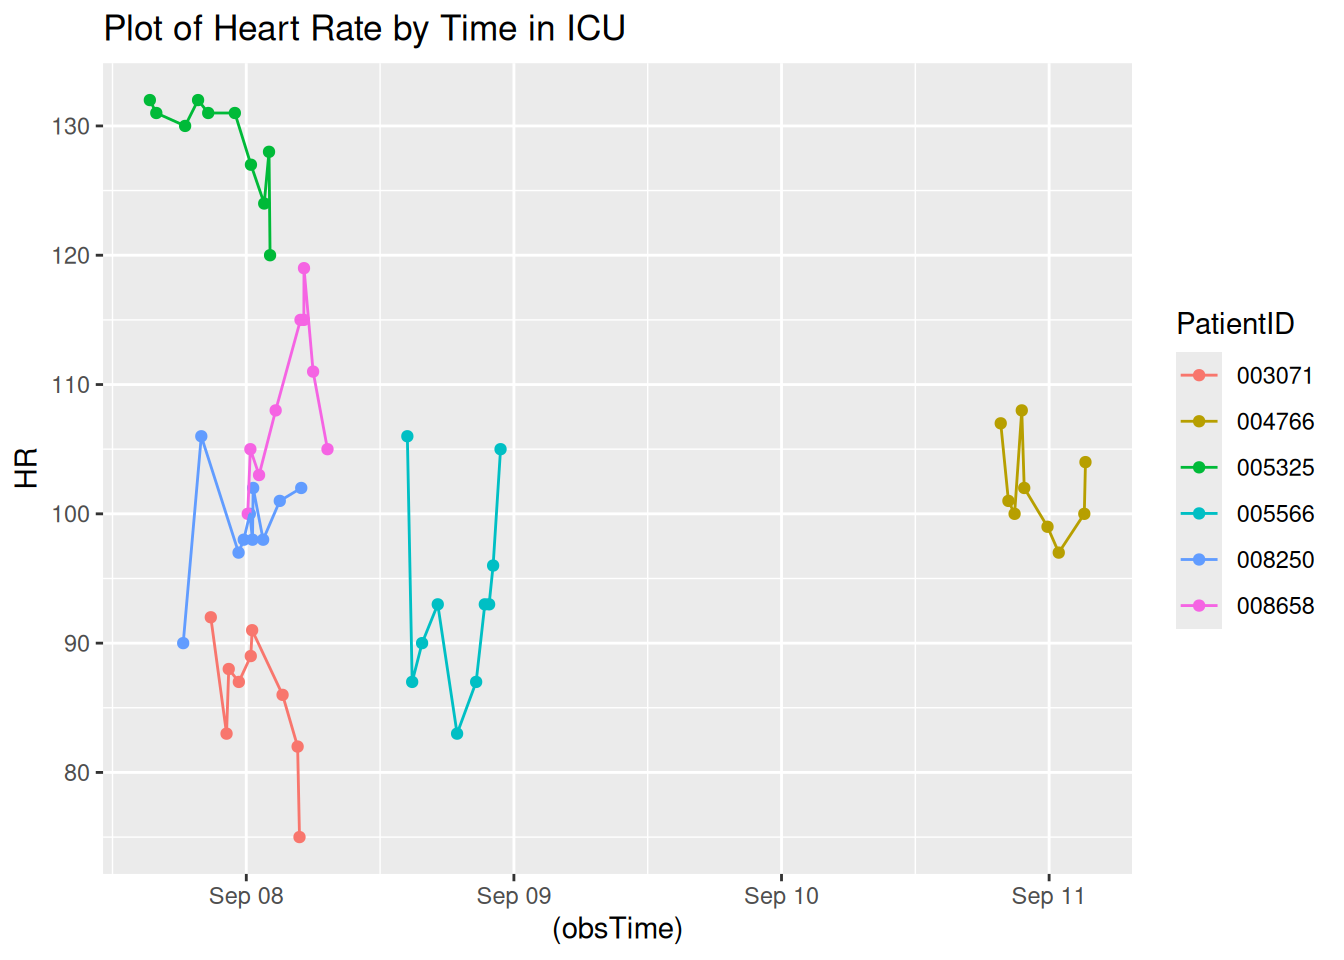 Plot of Heart Rate by Time in ICU
HR
130
120
110
100
90
80
Sep 08
Sep 09
Sep 10
Sep 11
(obsTime)
PatientID
003071
004766
005325
005566
008250
008658